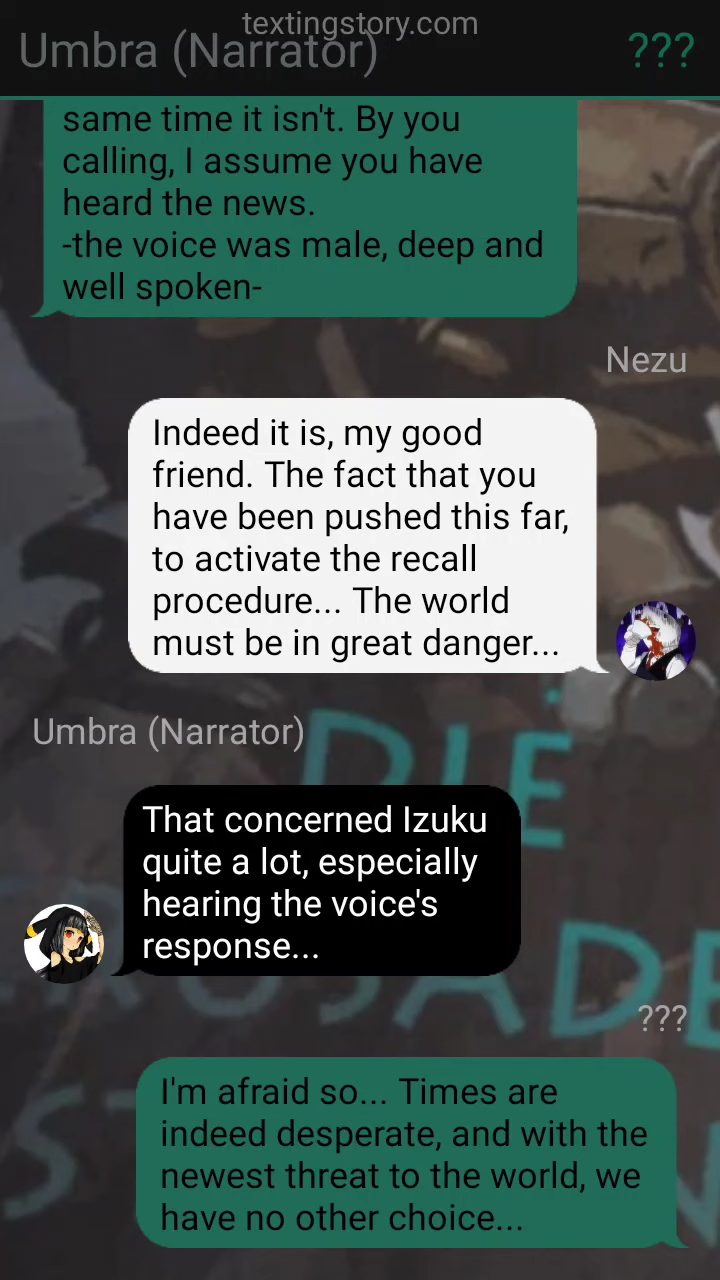 textingstory.com
Umbra (Narrator)
???
same time it isn't. By you
calling, I assume you have
heard the news.
-the voice was male, deep and
well spoken-
Nezu
Indeed it is, my good
friend. The fact that you
have been pushed this far,
to activate the recall
procedure... The world
must be in great danger...
DIE
Umbra (Narrator)
That concerned Izuku
quite a lot, especially
hearing the voice's
response...
???
I'm afraid so... Times are
indeed desperate, and with the
newest threat to the world, we
have no other choice...